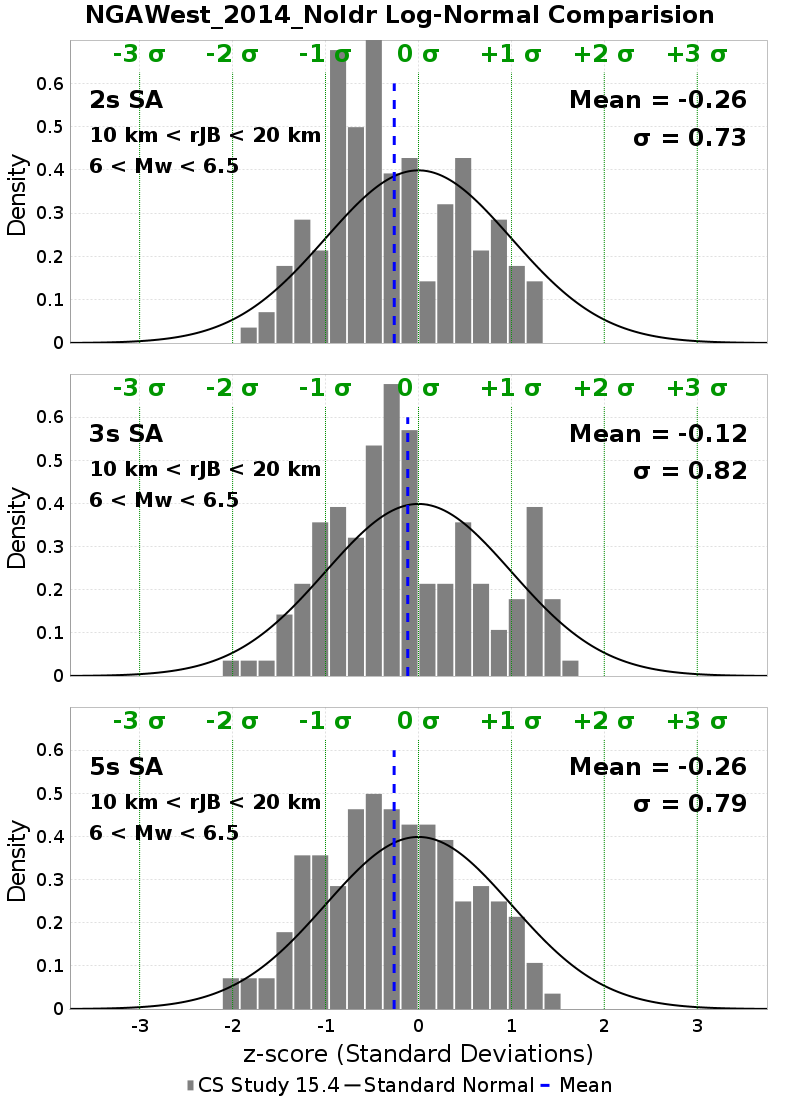 NGAWest_2014_NoIdr Log-Normal Comparision
-3 σ -2 σ -1 σ 0 σ +1 σ +2 σ +3 σ
2s SA Mean = -0.26
10 km < rJB < 20 km σ = 0.73
6 < Mw < 6.5
Density
0.6
0.5
0.4
0.3
0.2
0.1
0
-3 σ -2 σ -1 σ 0 σ +1 σ +2 σ +3 σ
3s SA Mean = -0.12
10 km < rJB < 20 km σ = 0.82
6 < Mw < 6.5
Density
0.6
0.5
0.4
0.3
0.2
0.1
0
-3 σ -2 σ -1 σ 0 σ +1 σ +2 σ +3 σ
5s SA Mean = -0.26
10 km < rJB < 20 km σ = 0.79
6 < Mw < 6.5
Density
0.6
0.5
0.4
0.3
0.2
0.1
0
-3 -2 -1 0 1 2 3
z-score (Standard Deviations)
CS Study 15.4 Standard Normal Mean